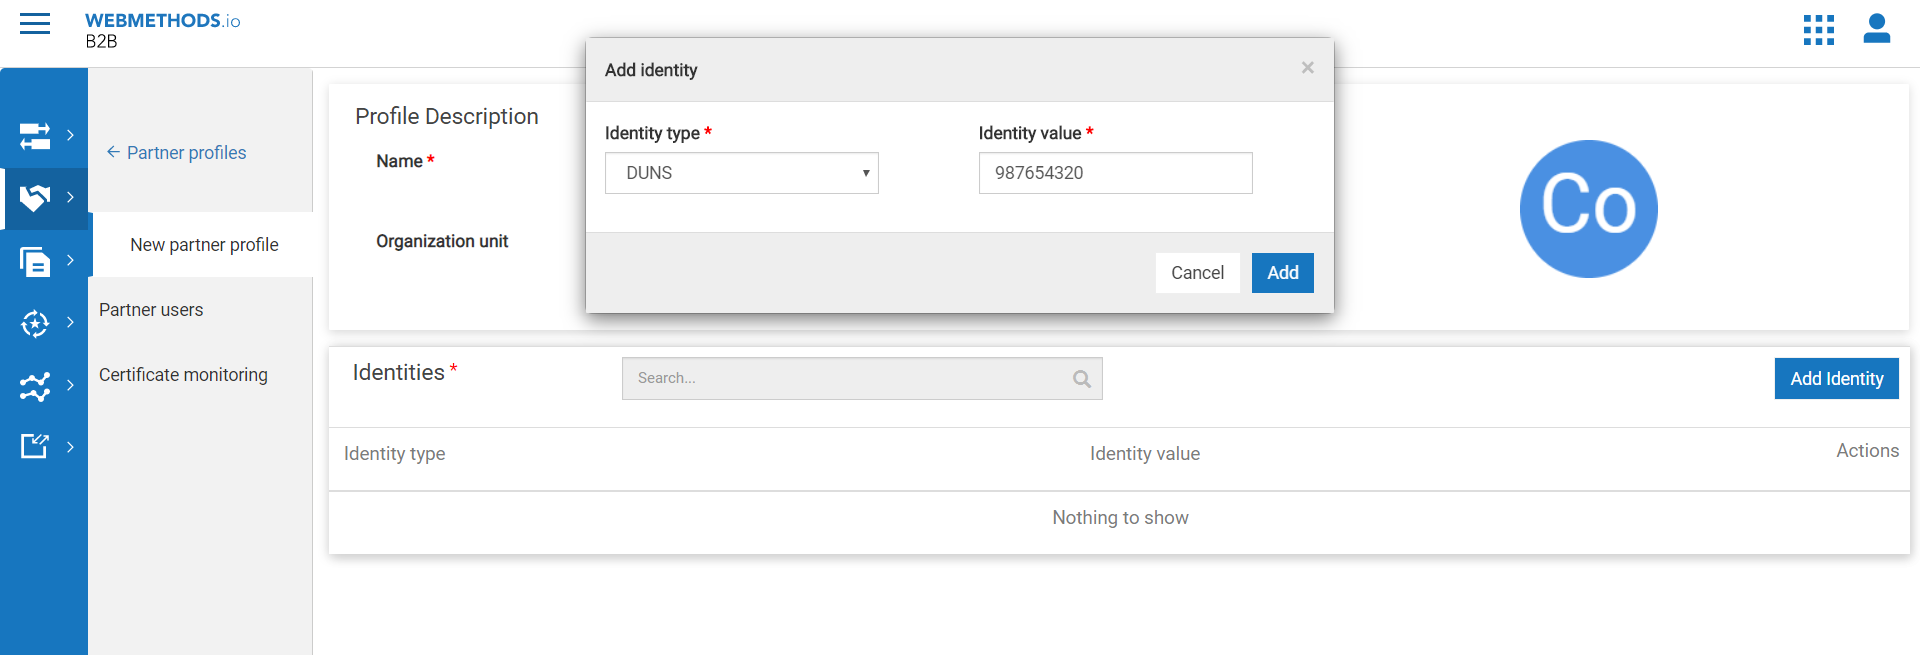 WEBMETHODS.io
B2B
Add identity
×
Identity type *
Identity value *
DUNS
987654320
Cancel
Add
Partner profiles
New partner profile
Partner users
Certificate monitoring
Profile Description
Name *
Organization unit
Co
Identities *
Search...
Add Identity
Identity type
Identity value
Actions
Nothing to show